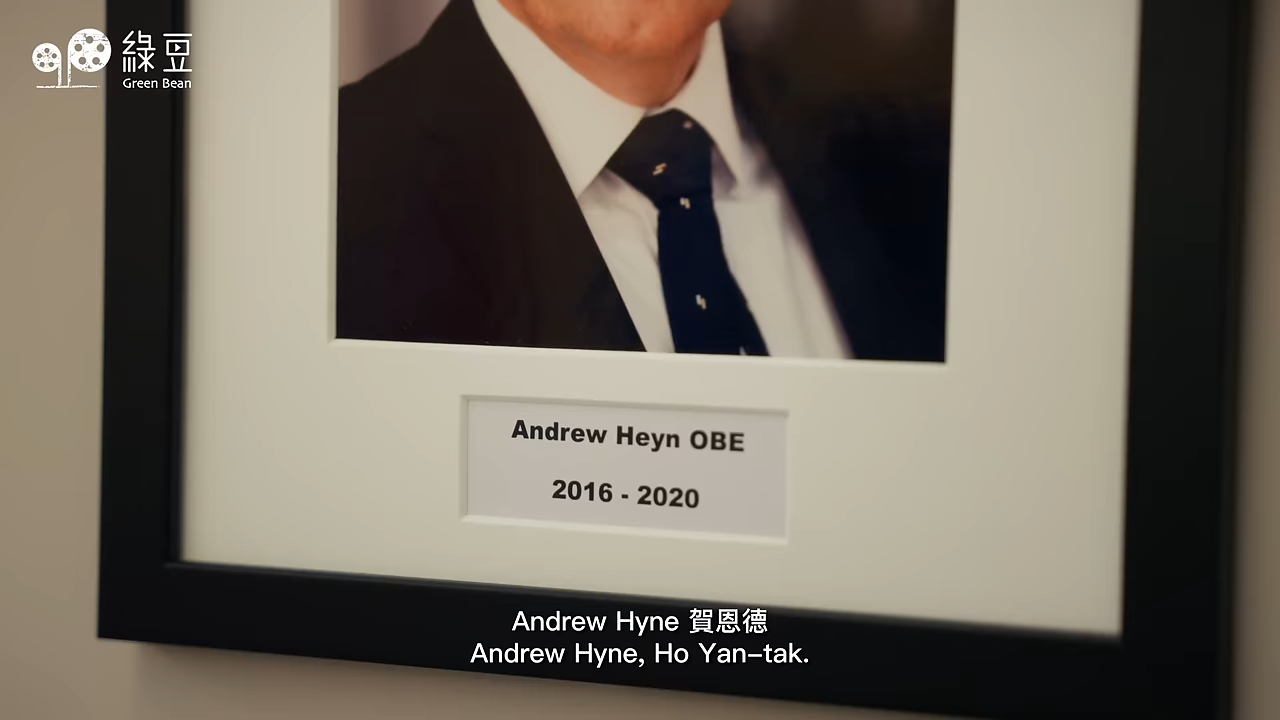 綠豆
Green Bean
Andrew Heyn OBE
2016 - 2020
Andrew Hyne 賀恩德
Andrew Hyne, Ho Yan-tak.